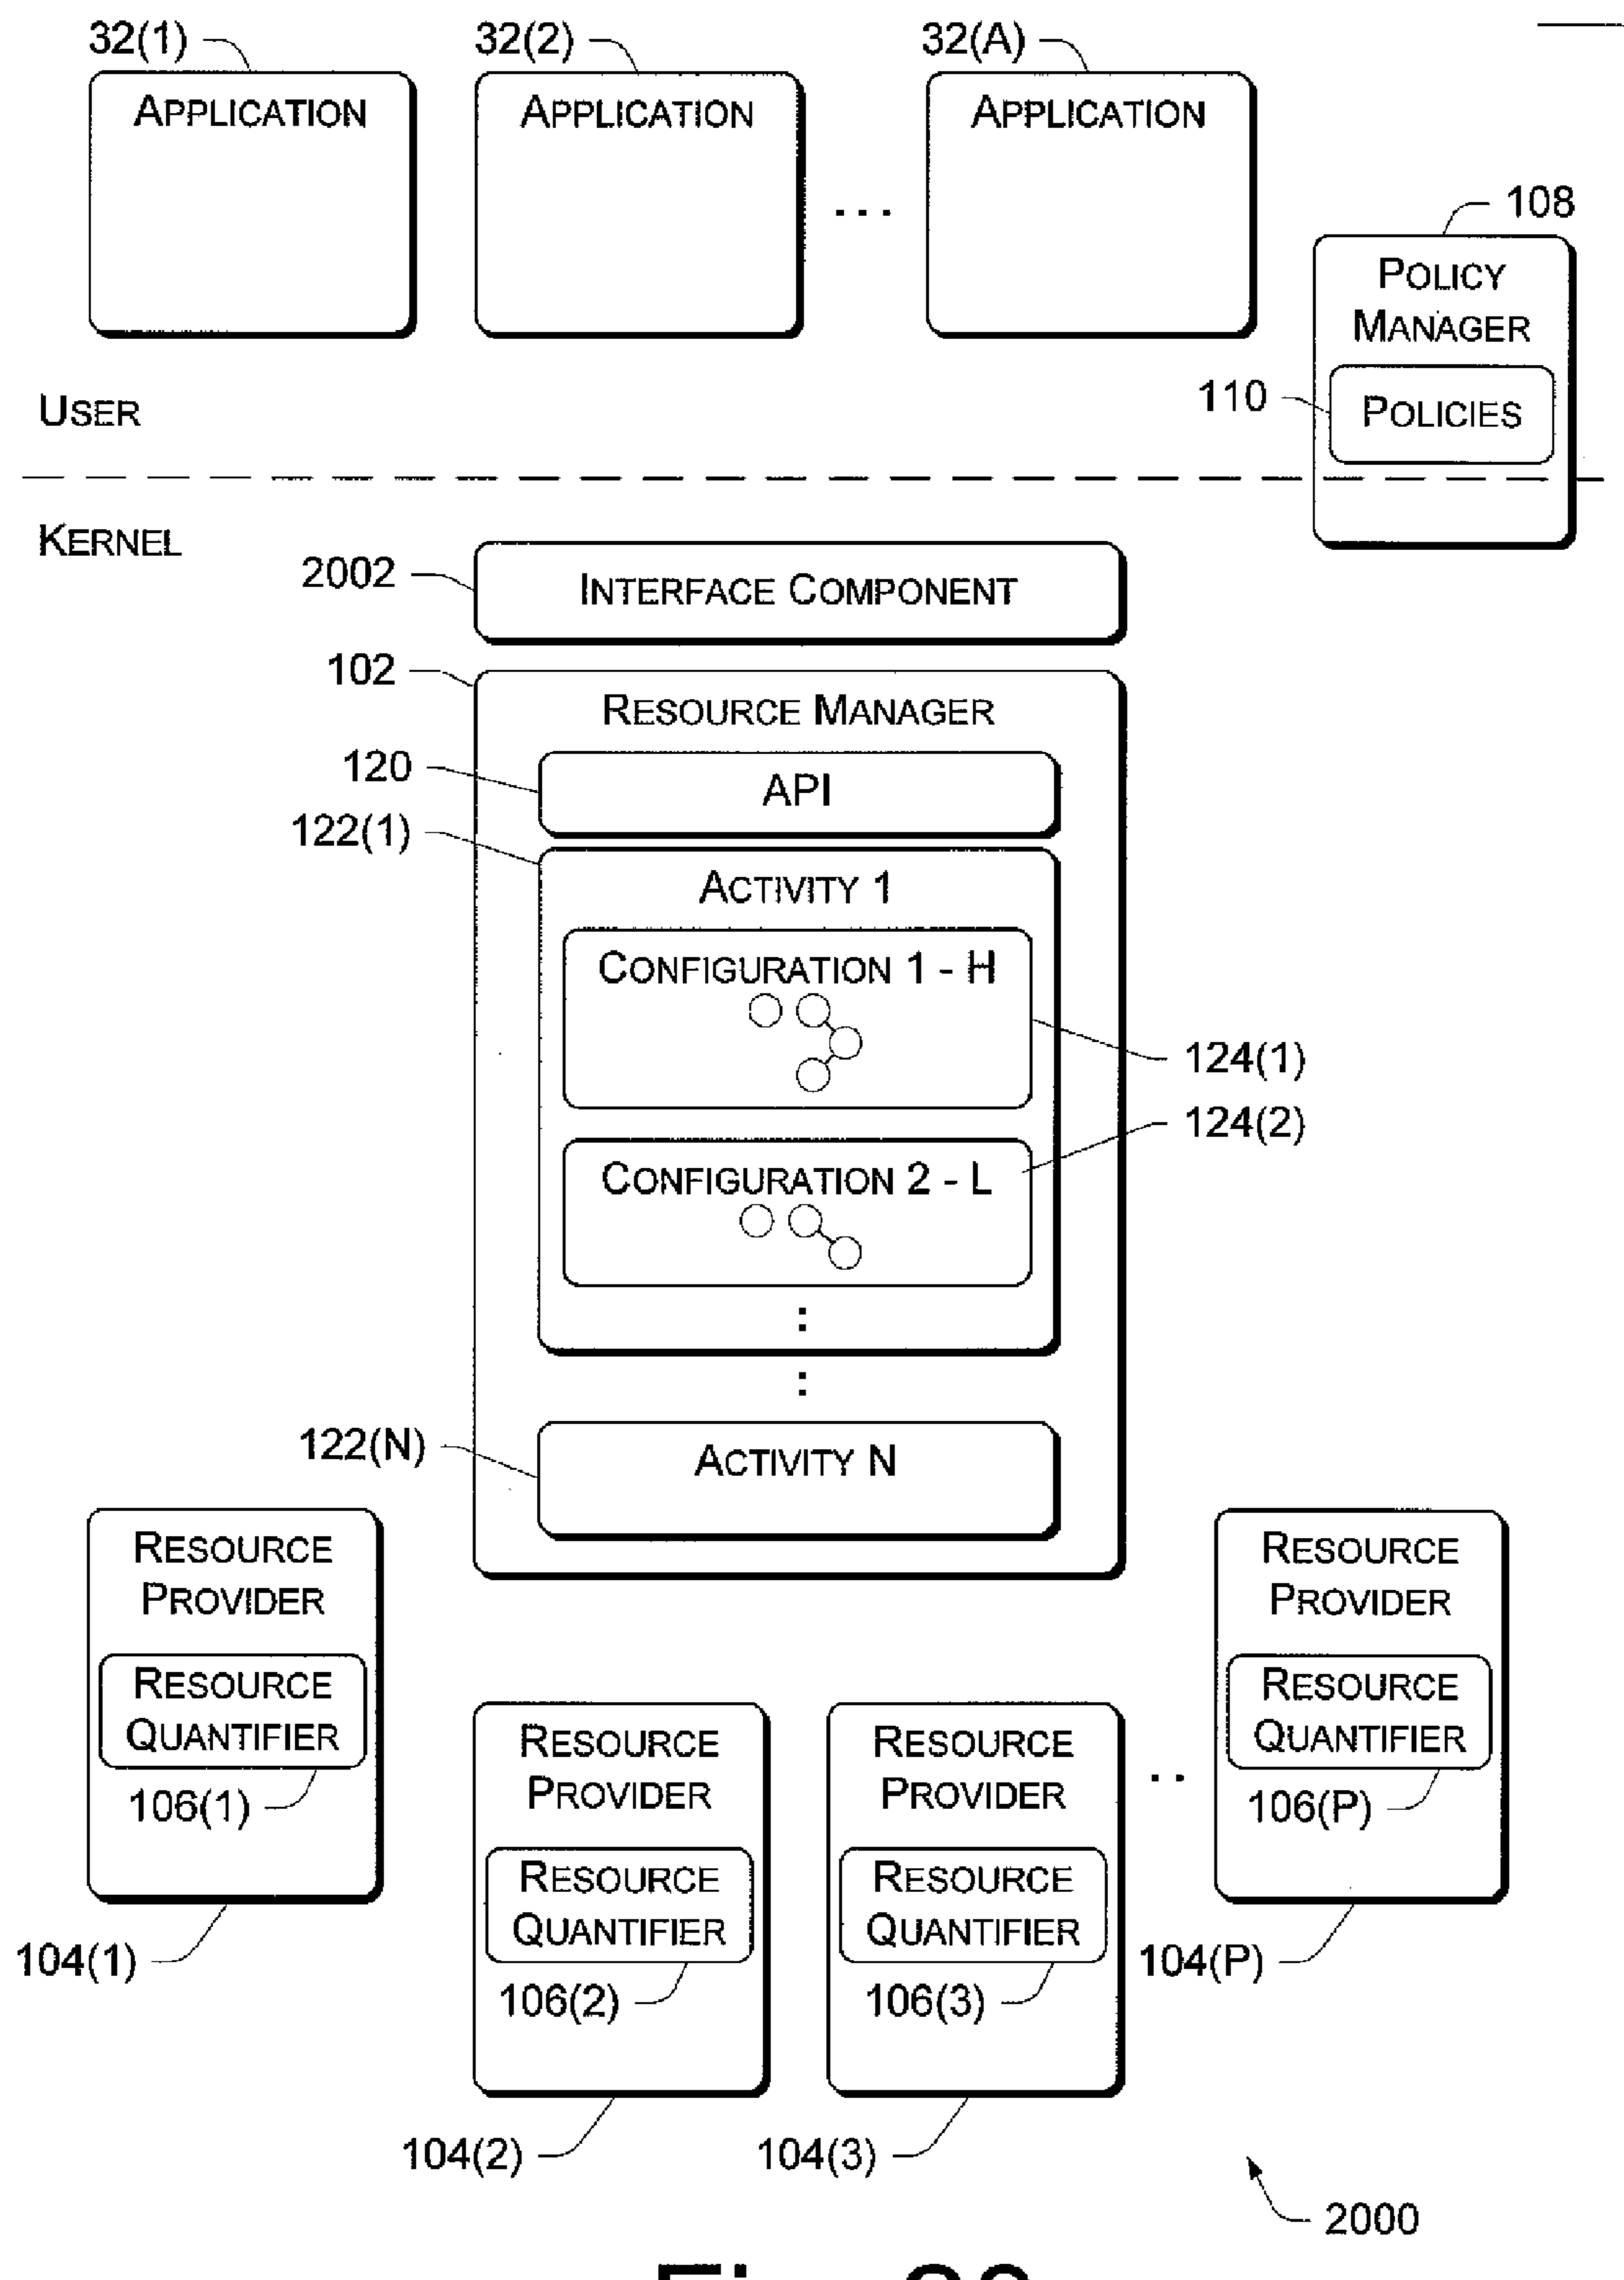 32(1)
32(2)
32(A)
APPLICATION
APPLICATION
APPLICATION
...
108
POLICY
MANAGER
110
POLICIES
USER
KERNEL
2002
INTERFACE COMPONENT
102
RESOURCE MANAGER
120
API
122(1)
ACTIVITY 1
CONFIGURATION 1 - H
124(1)
124(2)
CONFIGURATION 2 - L
122(N)
ACTIVITY N
RESOURCE
PROVIDER
RESOURCE
QUANTIFIER
106(1)
104(1)
RESOURCE
PROVIDER
RESOURCE
QUANTIFIER
106(2)
104(2)
RESOURCE
PROVIDER
RESOURCE
QUANTIFIER
106(3)
104(3)
RESOURCE
PROVIDER
RESOURCE
QUANTIFIER
106(P)
104(P)
2000